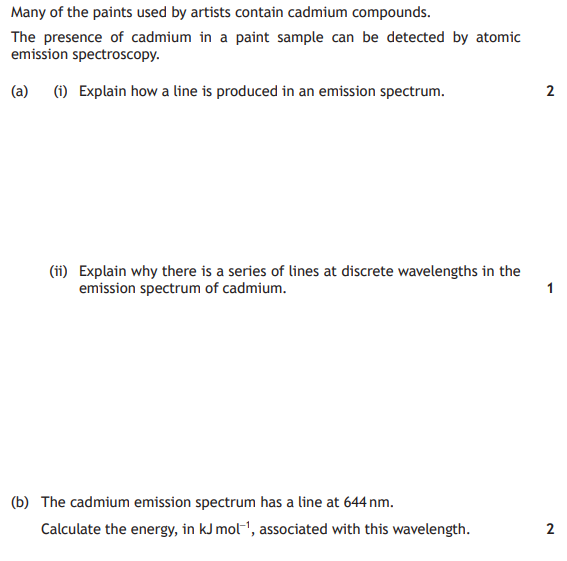 Many of the paints used by artists contain cadmium compounds.
The presence of cadmium in a paint sample can be detected by atomic
emission spectroscopy.
(a) (i) Explain how a line is produced in an emission spectrum. 2
(ii) Explain why there is a series of lines at discrete wavelengths in the
emission spectrum of cadmium. 1
(b) The cadmium emission spectrum has a line at 644 nm.
Calculate the energy, in kJ mol⁻¹, associated with this wavelength. 2